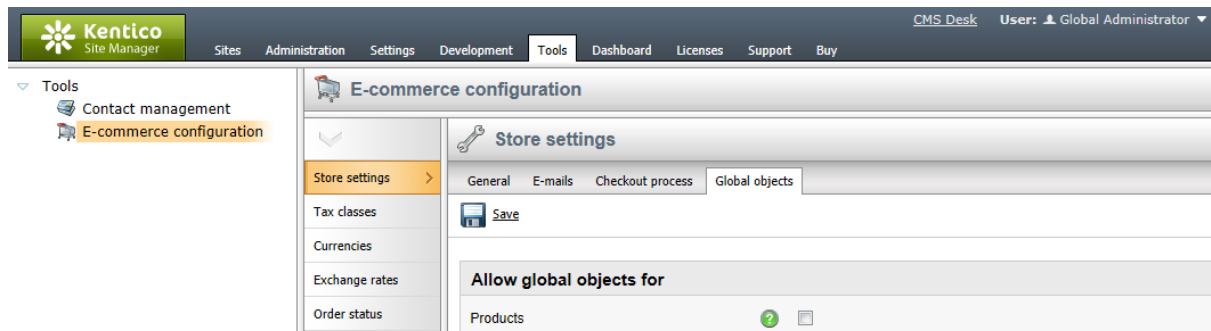 CMS Desk User: Global Administrator
Kentico
Site Manager
Sites Administration Settings Development Tools Dashboard Licenses Support Buy
Tools
Contact management
E-commerce configuration
E-commerce configuration
Store settings
Store settings
General E-mails Checkout process Global objects
Tax classes
Save
Currencies
Exchange rates
Allow global objects for
Order status
Products